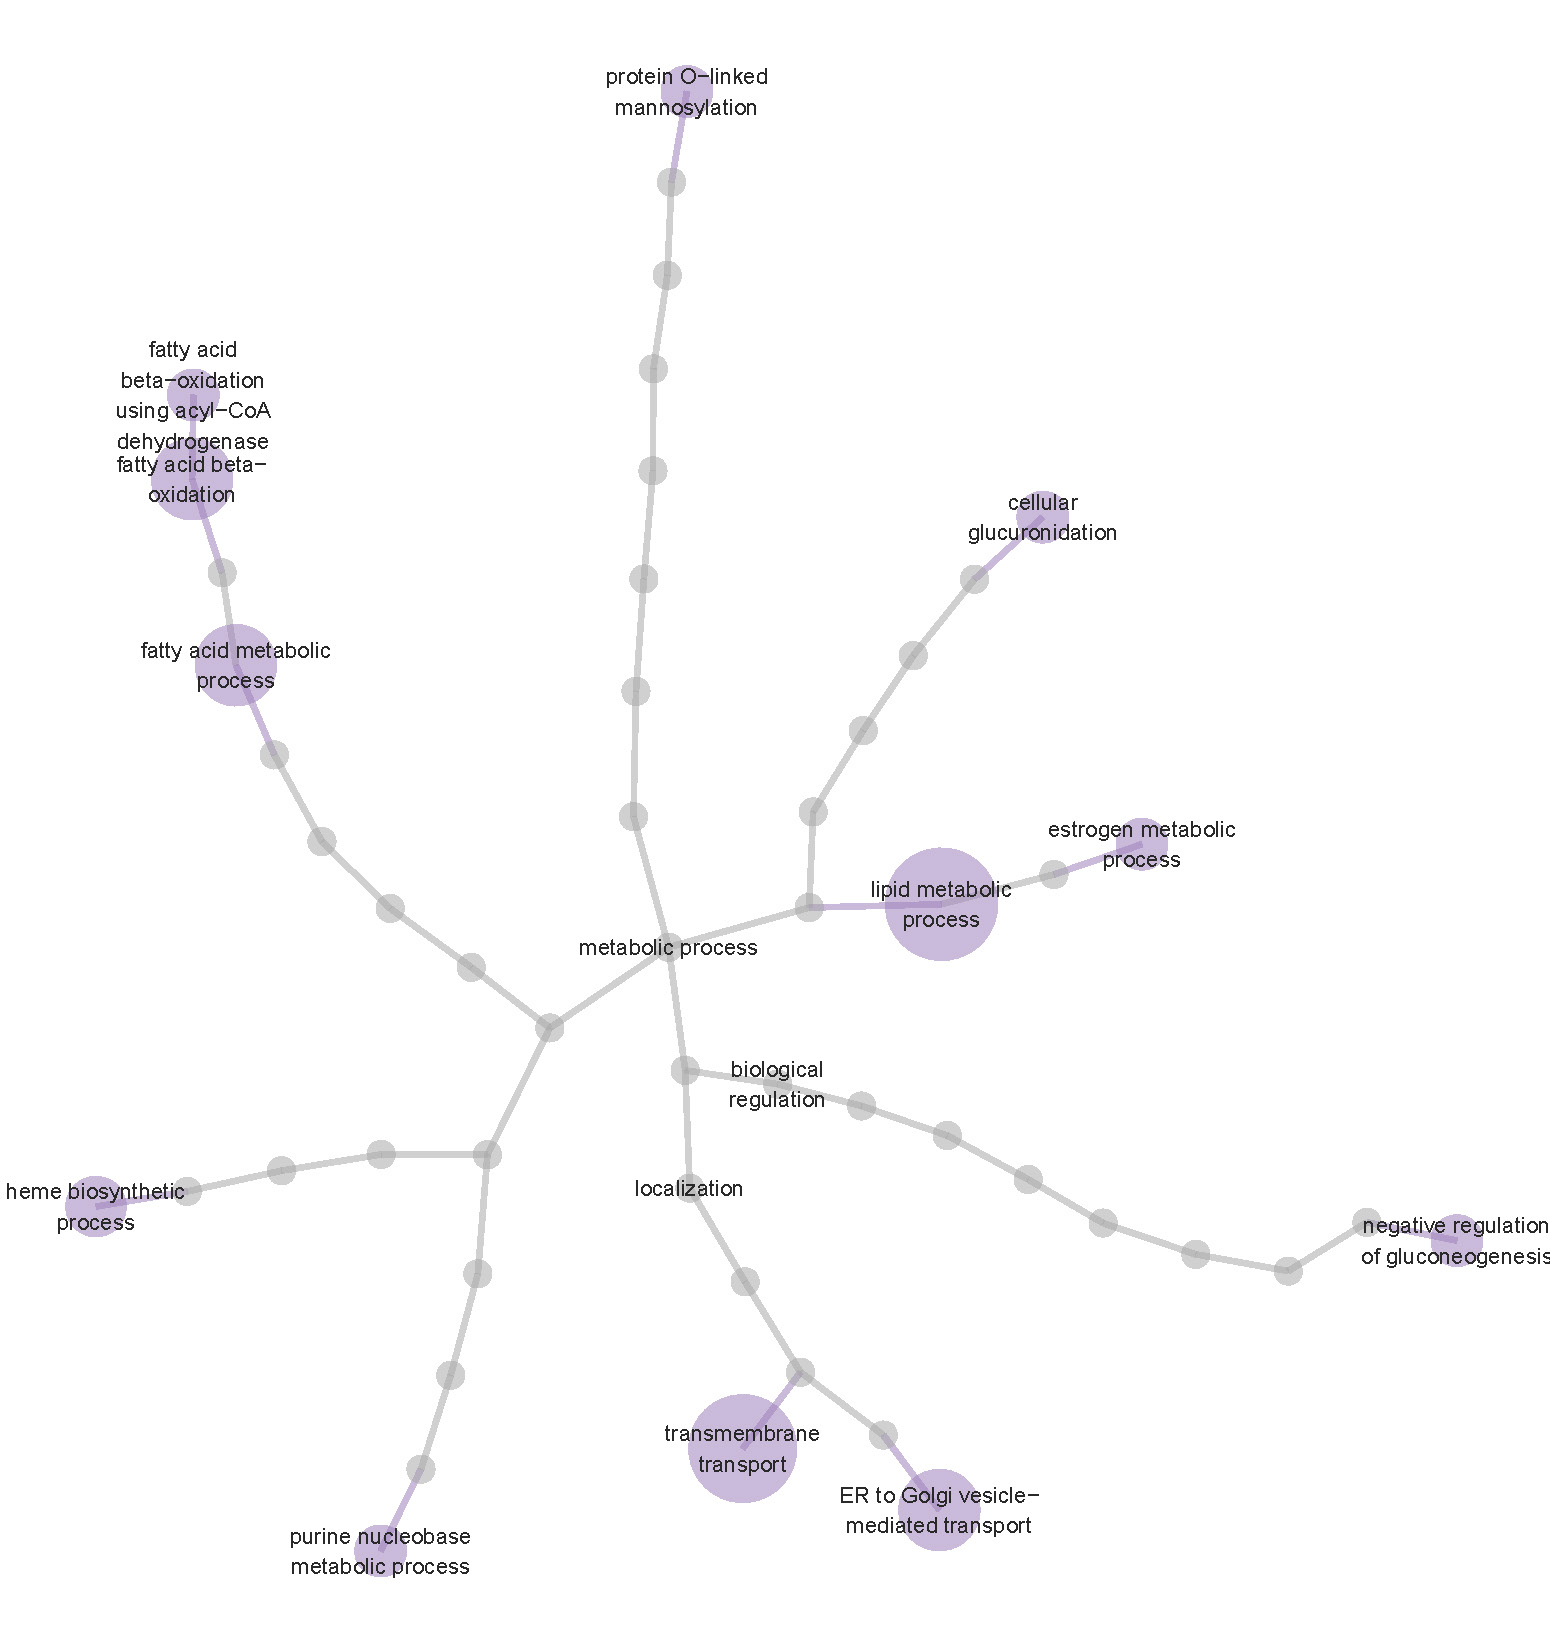 protein O−linked
mannosylation
fatty acid
beta−oxidation
using acyl−CoA
dehydrogenase
fatty acid beta−
oxidation
cellular
glucuronidation
fatty acid metabolic
process
estrogen metabolic
process
lipid metabolic
process
metabolic process
biological
regulation
localization
heme biosynthetic
process
negative regulation
of gluconeogenesis
transmembrane
transport
ER to Golgi vesicle−
mediated transport
purine nucleobase
metabolic process